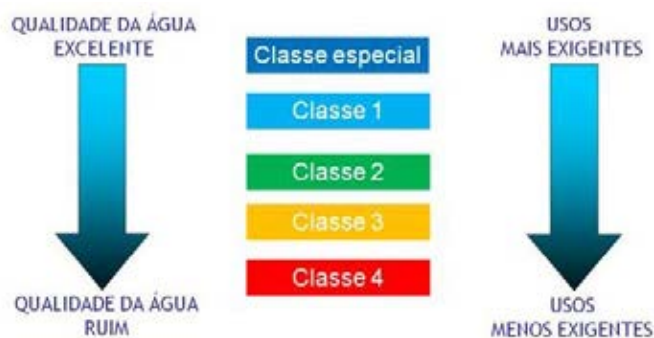 QUALIDADE DA ÁGUA
EXCELENTE
USOS
MAIS EXIGENTES
Classe especial
Classe 1
Classe 2
Classe 3
Classe 4
QUALIDADE DA ÁGUA
RUIM
USOS
MENOS EXIGENTES